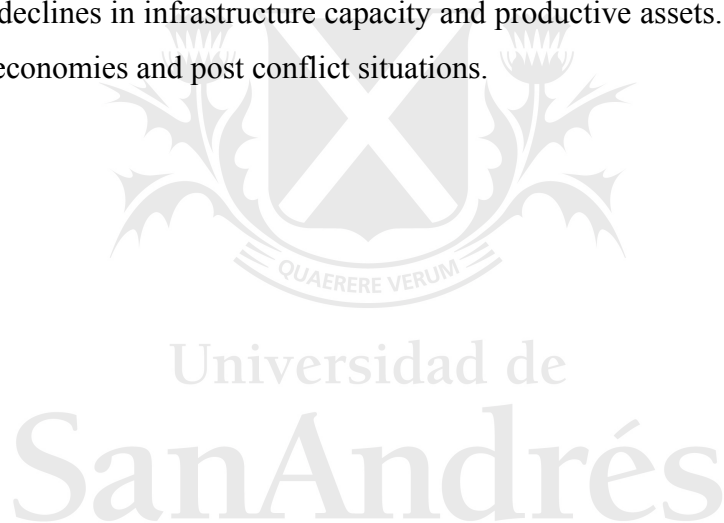 declines in infrastructure capacity and productive assets.
economies and post conflict situations.
QUAERERE VERUM
Universidad de
SanAndrés